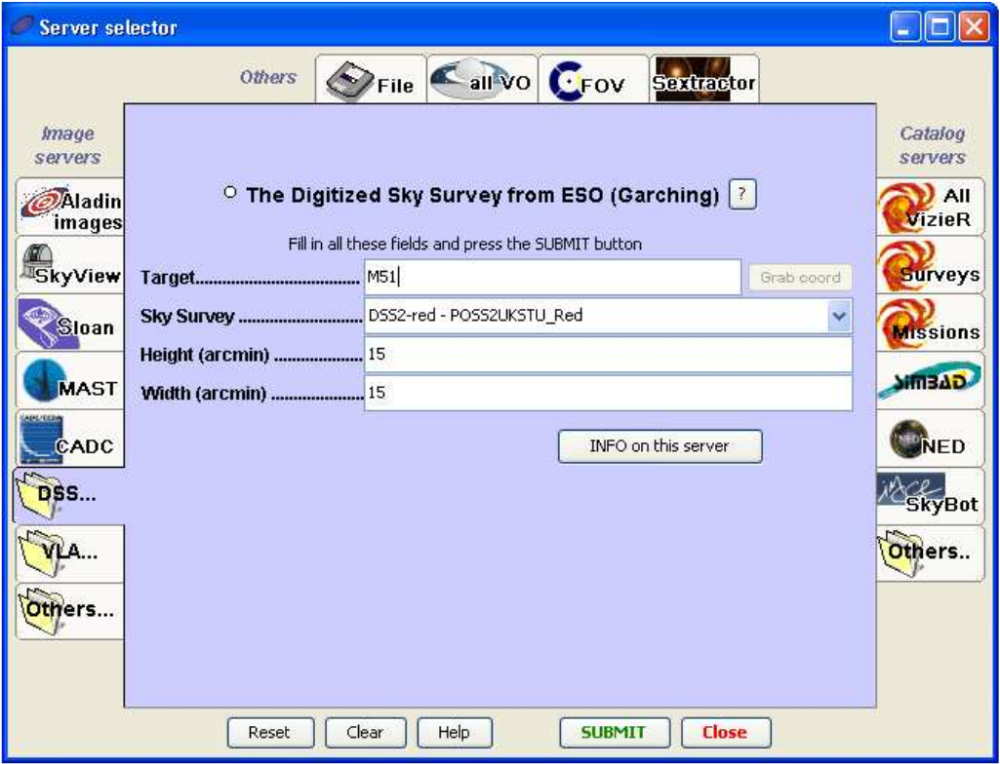 Server selector
Others
File
all VO
FOV
Sextractor
Image
servers
Catalog
servers
Aladin
images
SkyView
Sloan
MAST
CADC
DSS...
VLA...
Others...
The Digitized Sky Survey from ESO (Garching) ?
Fill in all these fields and press the SUBMIT button
Target..................................... M51 Grab coord
Sky Survey ............................ DSS2-red - POSS2UKSTU_Red
Height (arcmin) .................... 15
Width (arcmin) ..................... 15
INFO on this server
All
VizieR
Surveys
Missions
SIMBAD
NED
imcce
SkyBot
Others..
Reset Clear Help SUBMIT Close